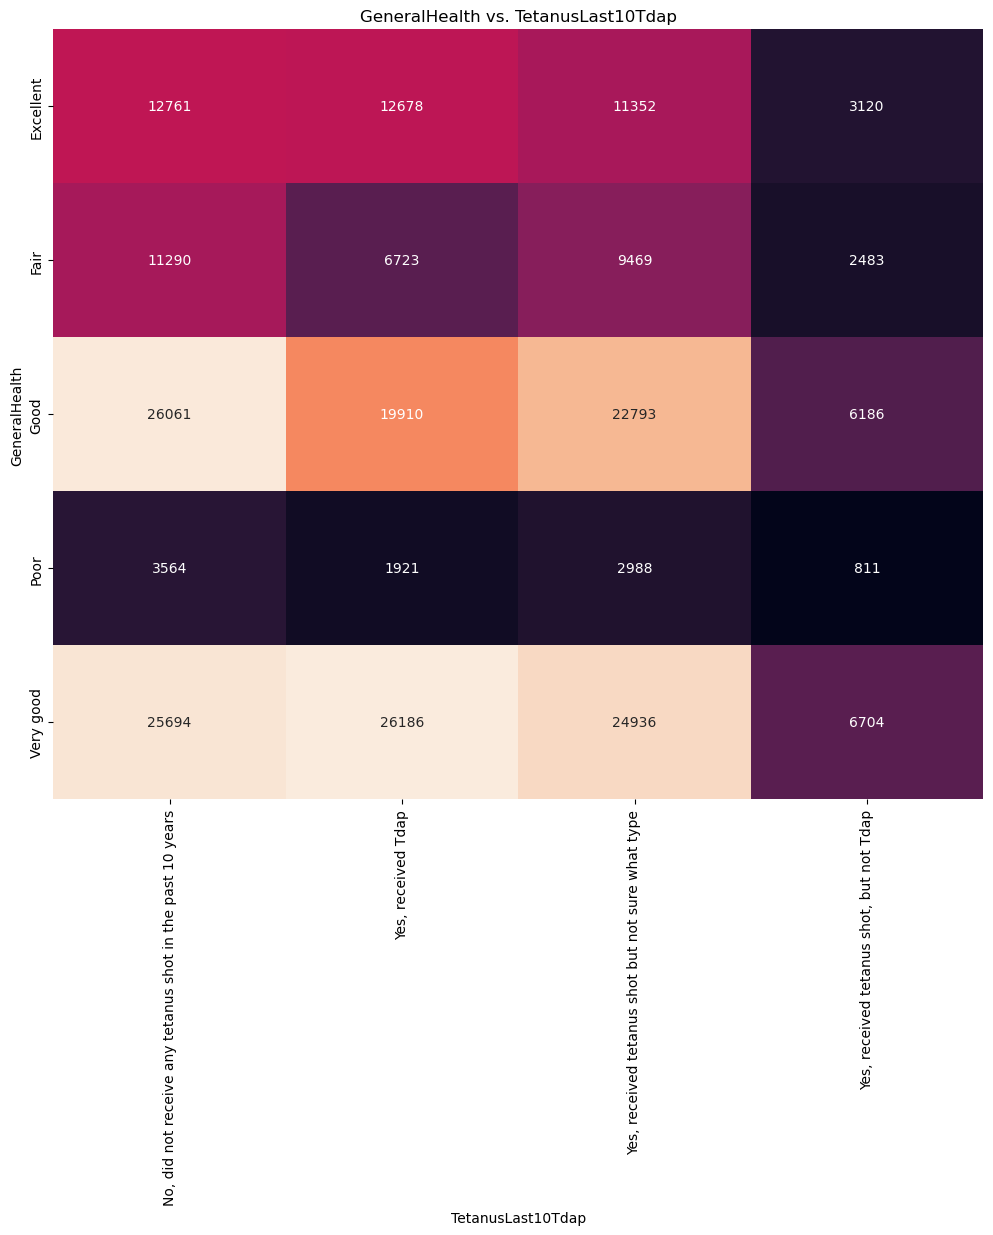 GeneralHealth vs. TetanusLast10Tdap
GeneralHealth
Excellent
12761
12678
11352
3120
Fair
11290
6723
9469
2483
Good
26061
19910
22793
6186
Poor
3564
1921
2988
811
Very good
25694
26186
24936
6704
No, did not receive any tetanus shot in the past 10 years
Yes, received Tdap
Yes, received tetanus shot but not sure what type
Yes, received tetanus shot, but not Tdap
TetanusLast10Tdap